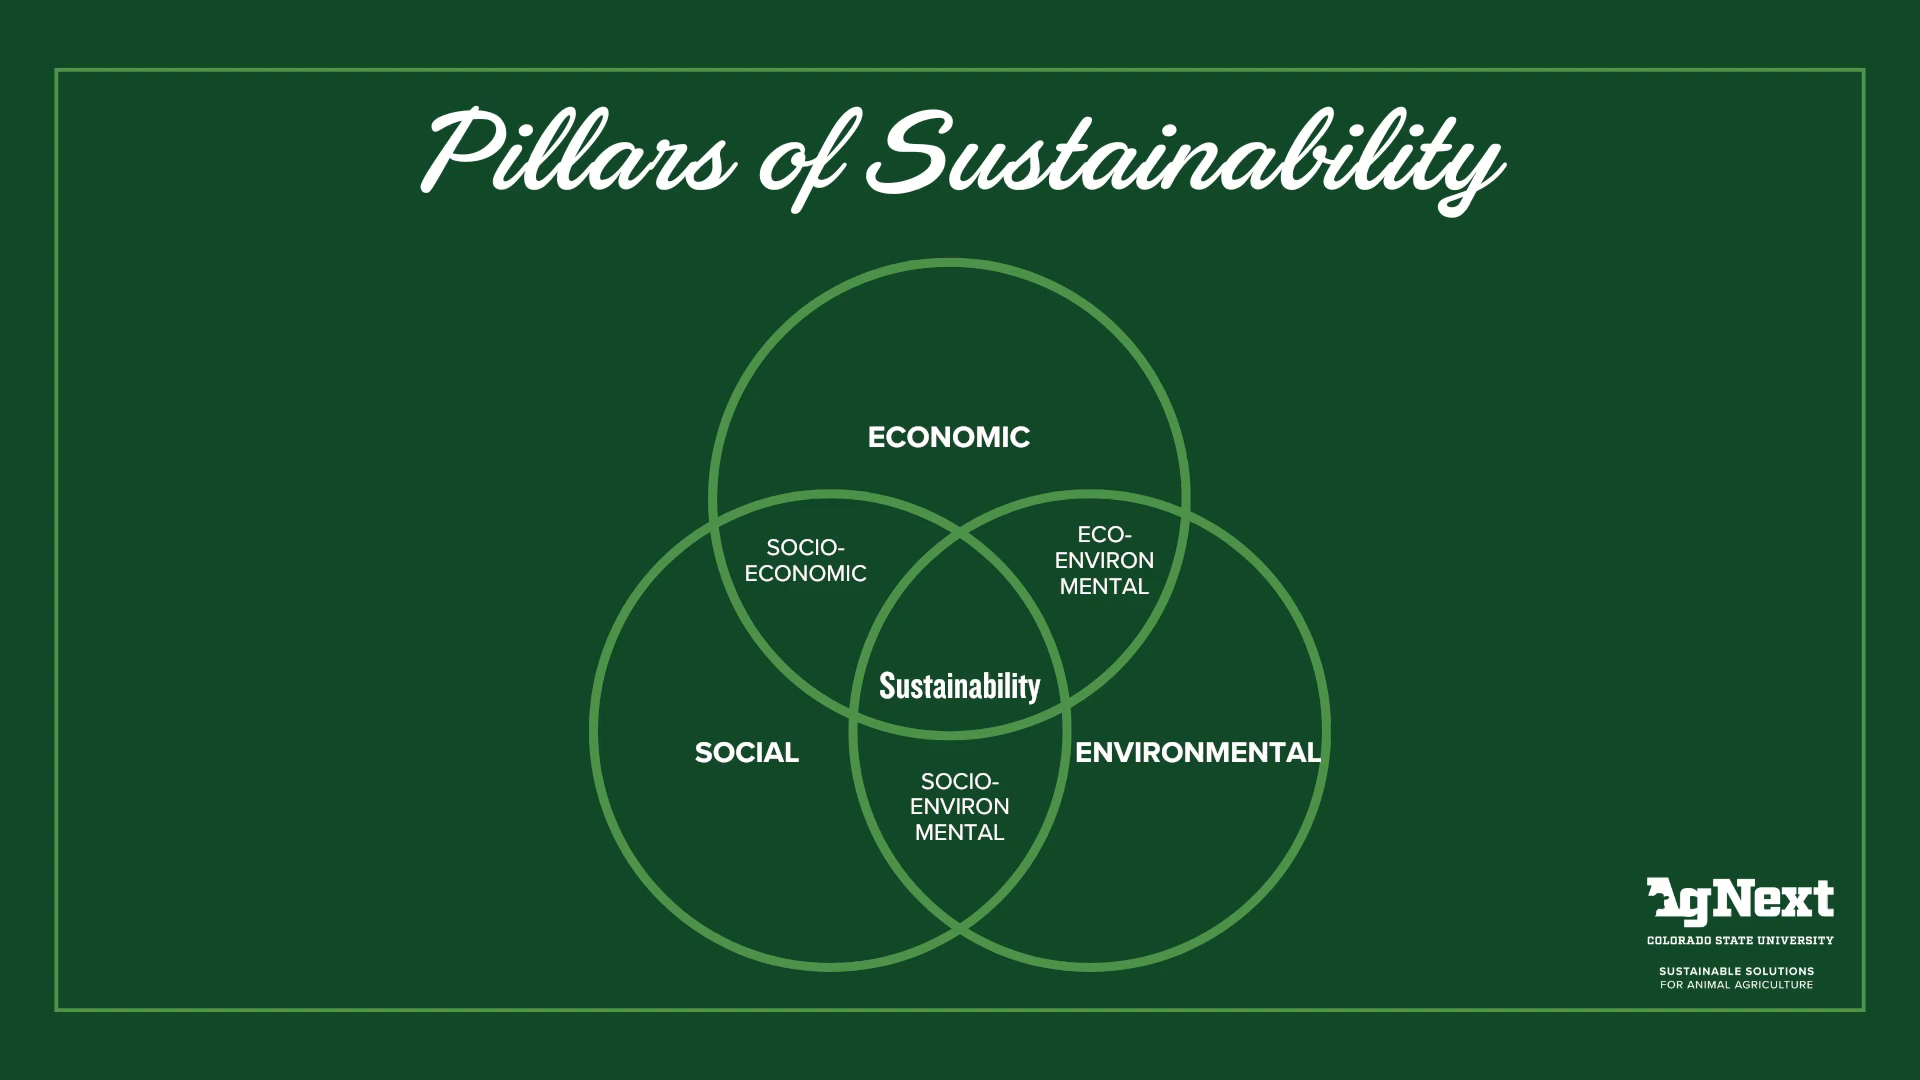 Pillars of Sustainability
ECONOMIC
SOCIO-
ECONOMIC
ECO-
ENVIRON
MENTAL
Sustainability
SOCIAL
ENVIRONMENTAL
SOCIO-
ENVIRON
MENTAL
AgNext
COLORADO STATE UNIVERSITY
SUSTAINABLE SOLUTIONS
FOR ANIMAL AGRICULTURE